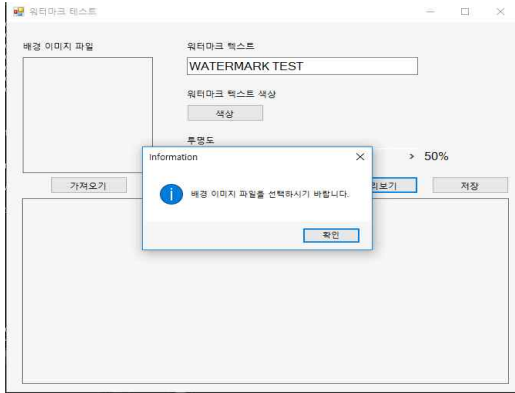 워터마크 테스트
배경 이미지 파일
워터마크 텍스트
WATERMARK TEST
워터마크 텍스트 색상
색상
투명도
50%
Information
배경 이미지 파일를 선택하시기 바랍니다.
확인
가져오기
리보기
저장